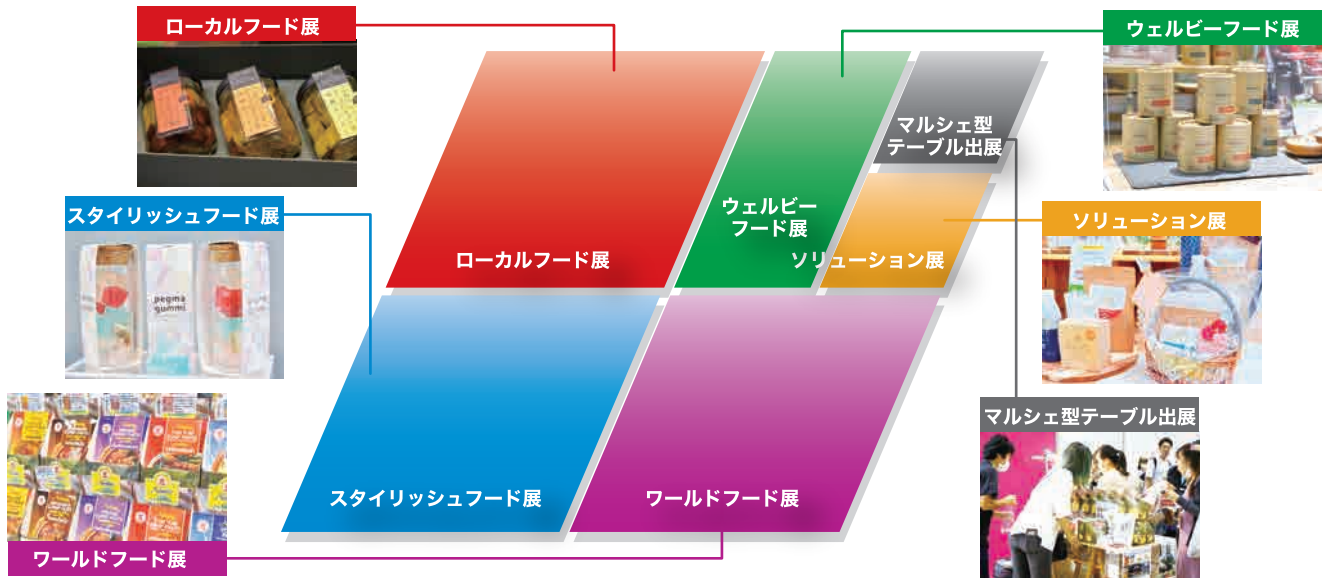 ローカルフード展
ウェルビーフード展
マルシェ型
テーブル出展
スタイリッシュフード展
ウェルビー
フード展
ソリューション展
ローカルフード展
ソリューション展
pegma
gummi
マルシェ型テーブル出展
スタイリッシュフード展
ワールドフード展
ワールドフード展